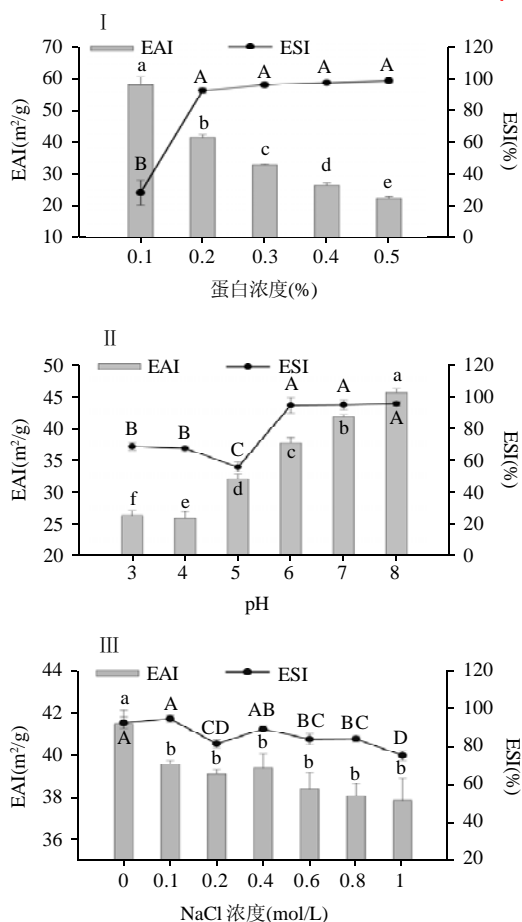 Ⅰ
EAI ESI
EAI(m²/g)
70
60
50
40
30
20
10
a b c d e
B A A A A
120
100
80
60
40
20
0
ESI(%)
0.1 0.2 0.3 0.4 0.5
蛋白浓度(%)
Ⅱ
EAI ESI
EAI(m²/g)
50
45
40
35
30
25
20
B B C A A A
f e d c b a
120
100
80
60
40
20
0
ESI(%)
3 4 5 6 7 8
pH
Ⅲ
EAI ESI
EAI(m²/g)
44
42
40
38
36
a b b b b b b
A A CD AB BC BC D
120
100
80
60
40
20
ESI(%)
0 0.1 0.2 0.4 0.6 0.8 1
NaCl 浓度(mol/L)